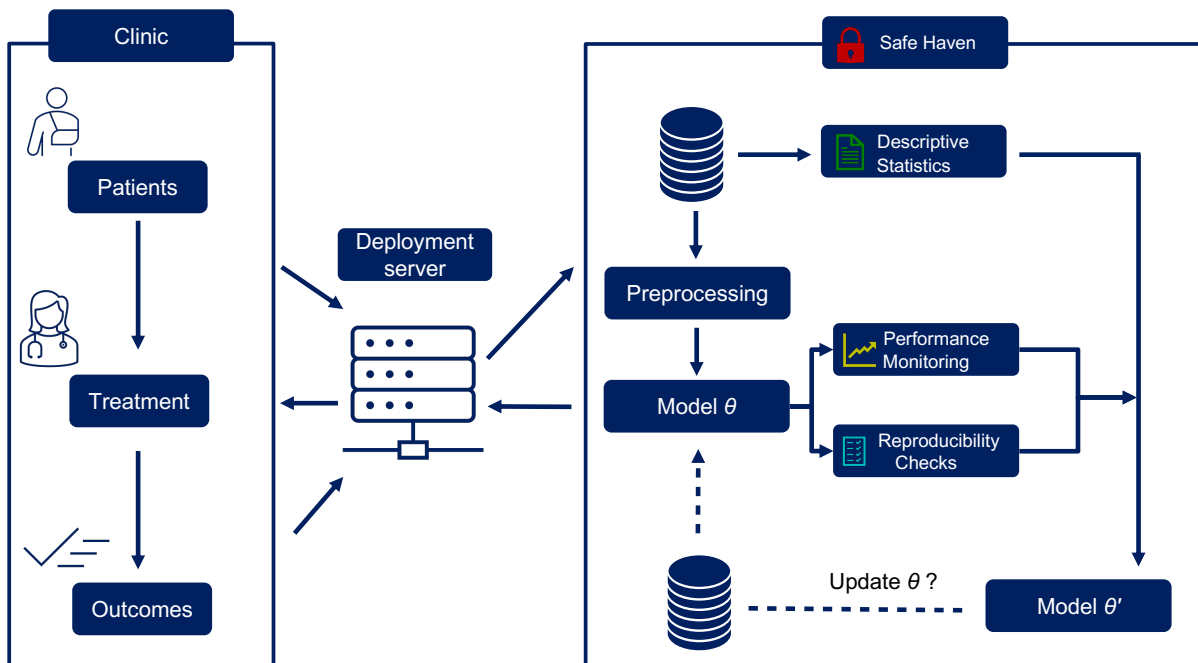 Clinic
Patients
Treatment
Outcomes
Deployment
server
Safe Haven
Descriptive
Statistics
Preprocessing
Model θ
Performance
Monitoring
Reproducibility
Checks
Update θ ?
Model θ′